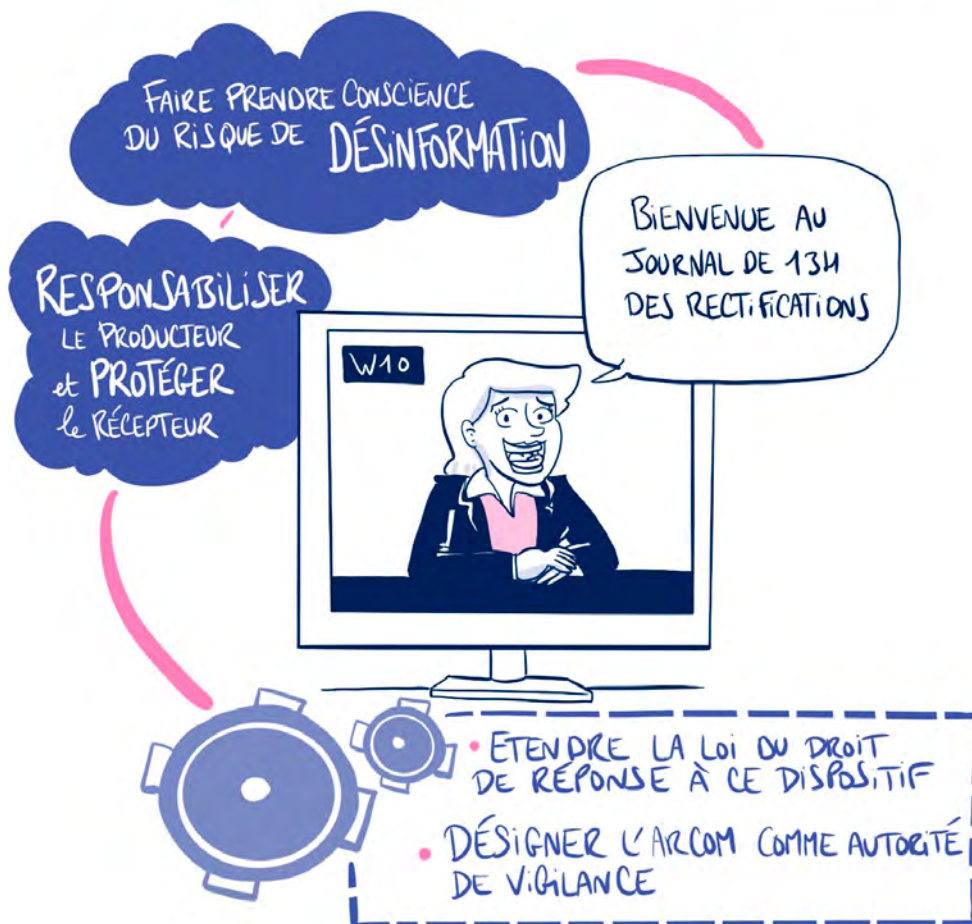 FAIRE PRENDRE CONSCIENCE
DU RISQUE DE DÉSINFORMATION
RESPONSABILISER
LE PRODUCTEUR
et PROTÉGER
le RÉCEPTEUR
BIENVENUE AU
JOURNAL DE 13H
DES RECTIFICATIONS
W10
• ETENDRE LA LOI DU DROIT
DE RÉPONSE À CE DISPOSITIF
• DÉSIGNER L'ARCOM COMME AUTORITÉ
DE VIGILANCE